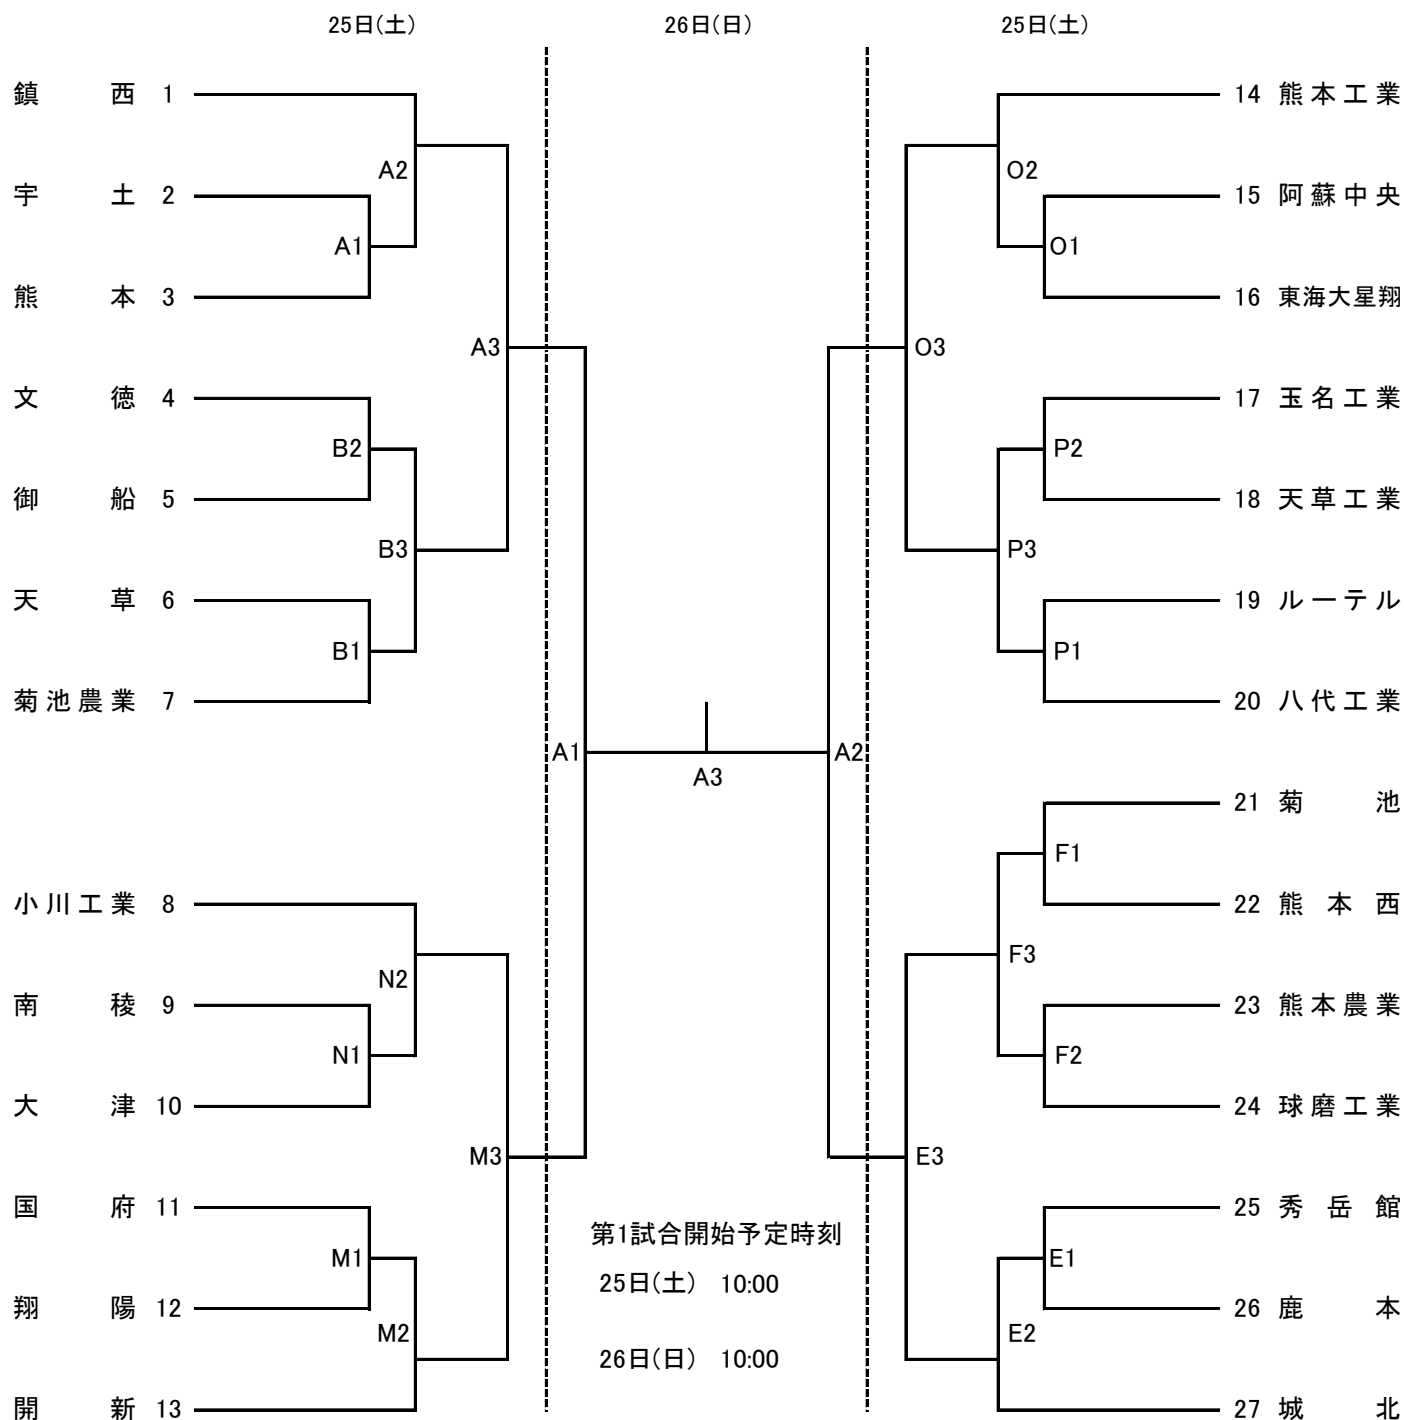 25日(土) 26日(日) 25日(土)
鎮西 1
A2
宇土 2
A1
熊本 3
A3
文徳 4
B2
御船 5
B3
天草 6
B1
菊池農業 7
A1
小川工業 8
N2
南稜 9
N1
大津 10
M3
国府 11
M1
翔陽 12
M2
開新 13
A3
第1試合開始予定時刻
25日(土) 10:00
26日(日) 10:00
14 熊本工業
O2
15 阿蘇中央
O1
16 東海大星翔
O3
17 玉名工業
P2
18 天草工業
P3
19 ルーテル
P1
20 八代工業
A2
21 菊池
F1
22 熊本西
F3
23 熊本農業
F2
24 球磨工業
E3
25 秀岳館
E1
26 鹿本
E2
27 城北